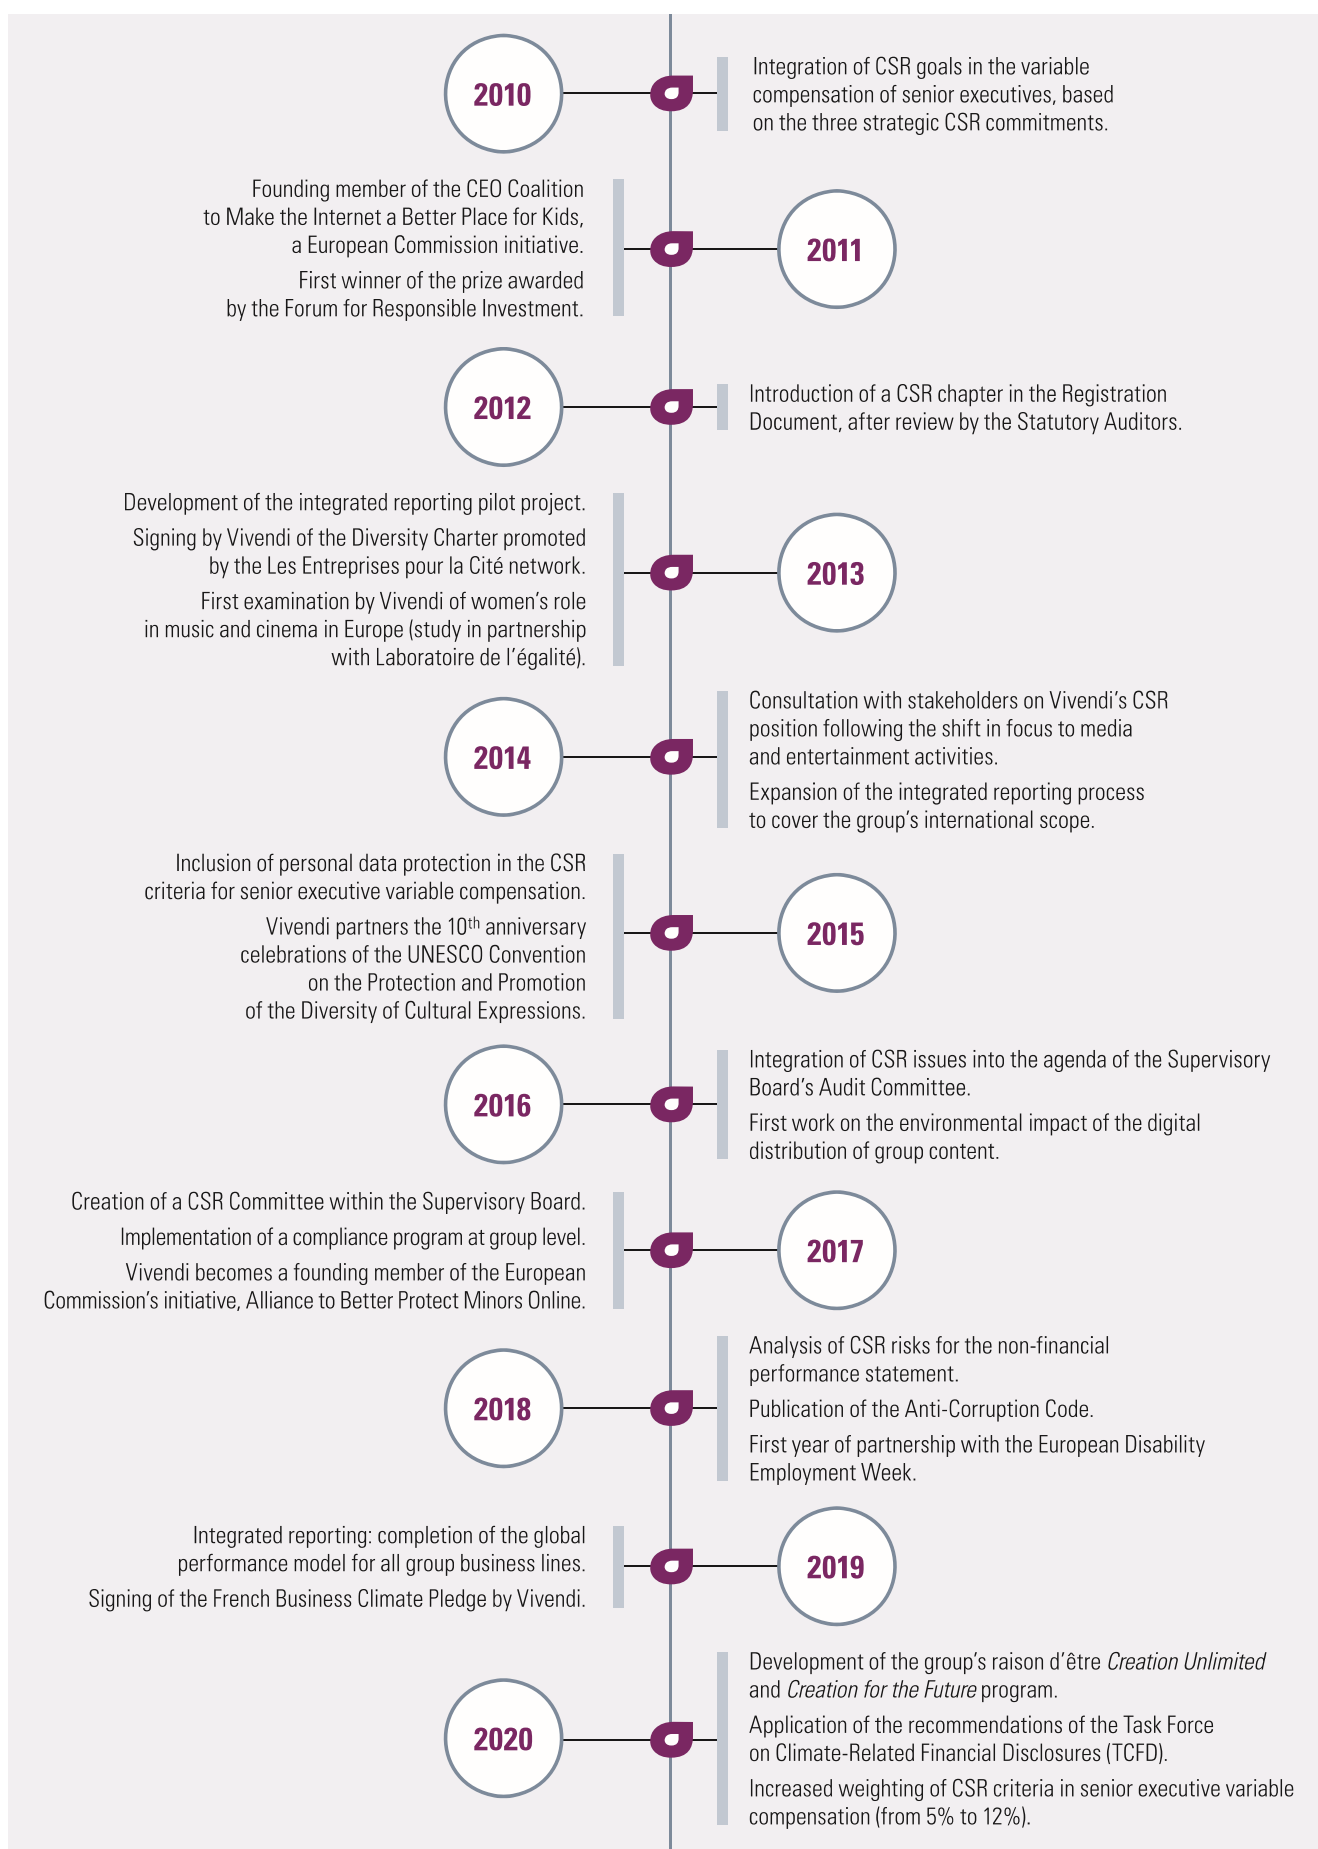 2010
Integration of CSR goals in the variable
compensation of senior executives, based
on the three strategic CSR commitments.
Founding member of the CEO Coalition
to Make the Internet a Better Place for Kids,
a European Commission initiative.
First winner of the prize awarded
by the Forum for Responsible Investment.
2011
2012
Introduction of a CSR chapter in the Registration
Document, after review by the Statutory Auditors.
Development of the integrated reporting pilot project.
Signing by Vivendi of the Diversity Charter promoted
by the Les Entreprises pour la Cité network.
First examination by Vivendi of women’s role
in music and cinema in Europe (study in partnership
with Laboratoire de l’égalité).
2013
2014
Consultation with stakeholders on Vivendi’s CSR
position following the shift in focus to media
and entertainment activities.
Expansion of the integrated reporting process
to cover the group’s international scope.
Inclusion of personal data protection in the CSR
criteria for senior executive variable compensation.
Vivendi partners the 10th anniversary
celebrations of the UNESCO Convention
on the Protection and Promotion
of the Diversity of Cultural Expressions.
2015
2016
Integration of CSR issues into the agenda of the Supervisory
Board’s Audit Committee.
First work on the environmental impact of the digital
distribution of group content.
Creation of a CSR Committee within the Supervisory Board.
Implementation of a compliance program at group level.
Vivendi becomes a founding member of the European
Commission’s initiative, Alliance to Better Protect Minors Online.
2017
2018
Analysis of CSR risks for the non-financial
performance statement.
Publication of the Anti-Corruption Code.
First year of partnership with the European Disability
Employment Week.
Integrated reporting: completion of the global
performance model for all group business lines.
Signing of the French Business Climate Pledge by Vivendi.
2019
2020
Development of the group’s raison d’être Creation Unlimited
and Creation for the Future program.
Application of the recommendations of the Task Force
on Climate-Related Financial Disclosures (TCFD).
Increased weighting of CSR criteria in senior executive variable
compensation (from 5% to 12%).